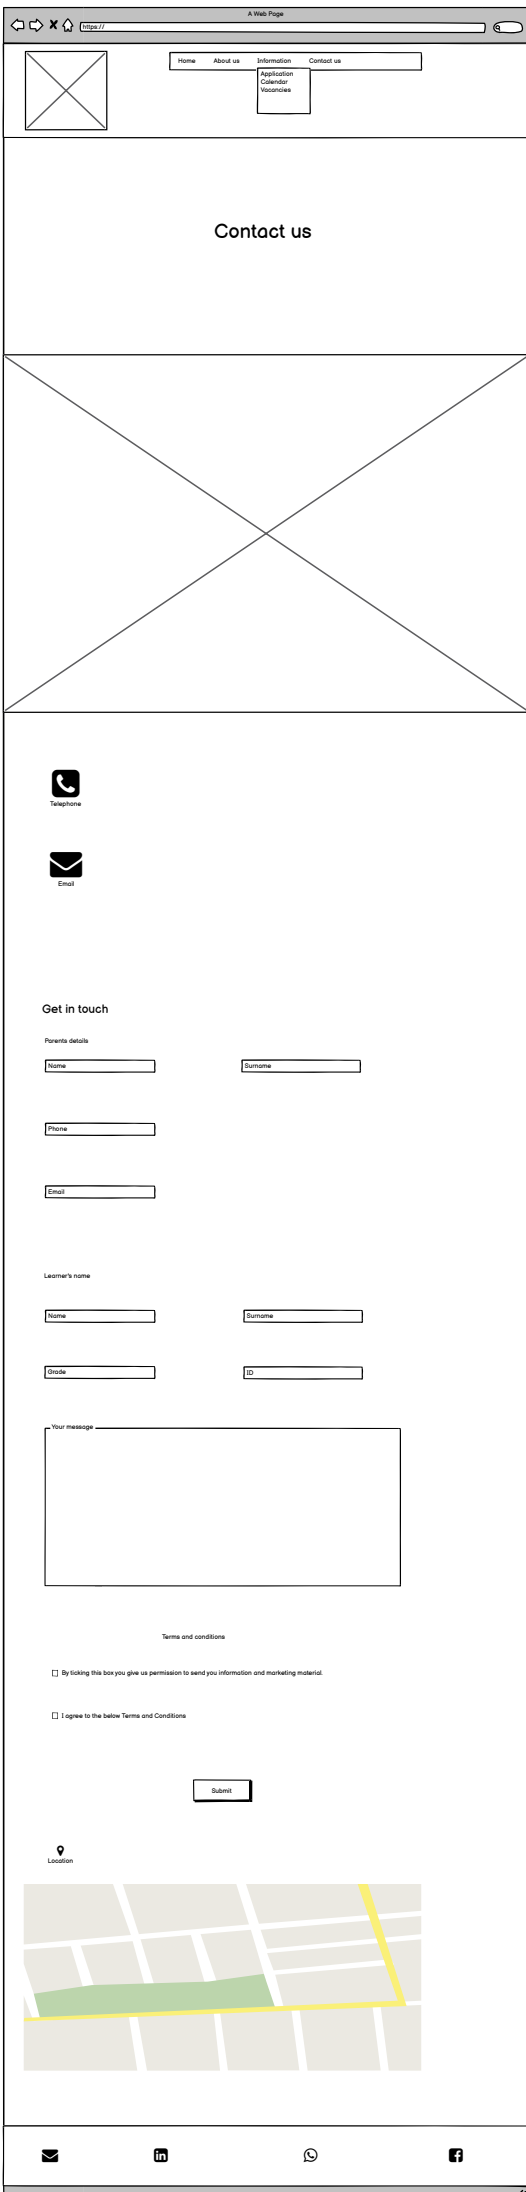 A Web Page
https://
Home About us Information Contact us
Application
Calendar
Vacancies
Contact us
Telephone
Email
Get in touch
Parents details
Name Surname
Phone
Email
Learner's name
Name Surname
Grade ID
Your message
Terms and conditions
By ticking this box you give us permission to send you information and marketing material.
I agree to the below Terms and Conditions
Submit
Location